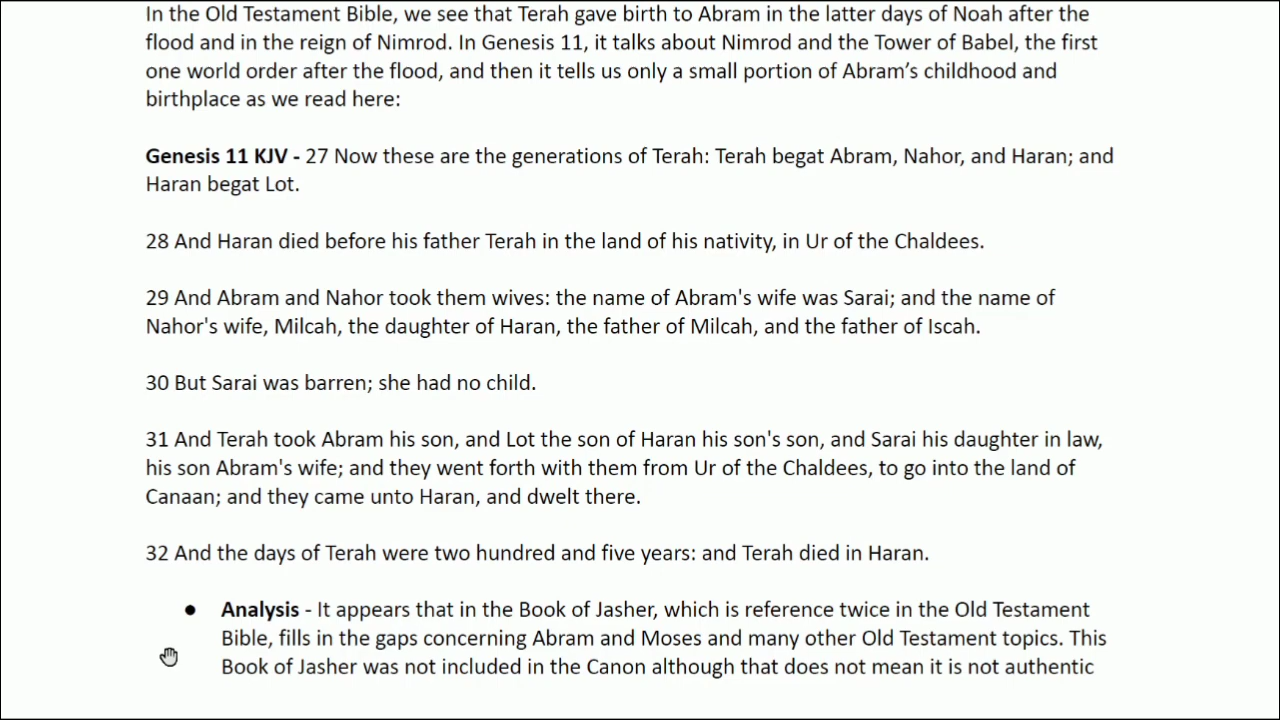 In the Old Testament Bible, we see that Terah gave birth to Abram in the latter days of Noah after the
flood and in the reign of Nimrod. In Genesis 11, it talks about Nimrod and the Tower of Babel, the first
one world order after the flood, and then it tells us only a small portion of Abram’s childhood and
birthplace as we read here:
Genesis 11 KJV - 27 Now these are the generations of Terah: Terah begat Abram, Nahor, and Haran; and
Haran begat Lot.
28 And Haran died before his father Terah in the land of his nativity, in Ur of the Chaldees.
29 And Abram and Nahor took them wives: the name of Abram's wife was Sarai; and the name of
Nahor's wife, Milcah, the daughter of Haran, the father of Milcah, and the father of Iscah.
30 But Sarai was barren; she had no child.
31 And Terah took Abram his son, and Lot the son of Haran his son's son, and Sarai his daughter in law,
his son Abram's wife; and they went forth with them from Ur of the Chaldees, to go into the land of
Canaan; and they came unto Haran, and dwelt there.
32 And the days of Terah were two hundred and five years: and Terah died in Haran.
● Analysis - It appears that in the Book of Jasher, which is reference twice in the Old Testament
Bible, fills in the gaps concerning Abram and Moses and many other Old Testament topics. This
Book of Jasher was not included in the Canon although that does not mean it is not authentic